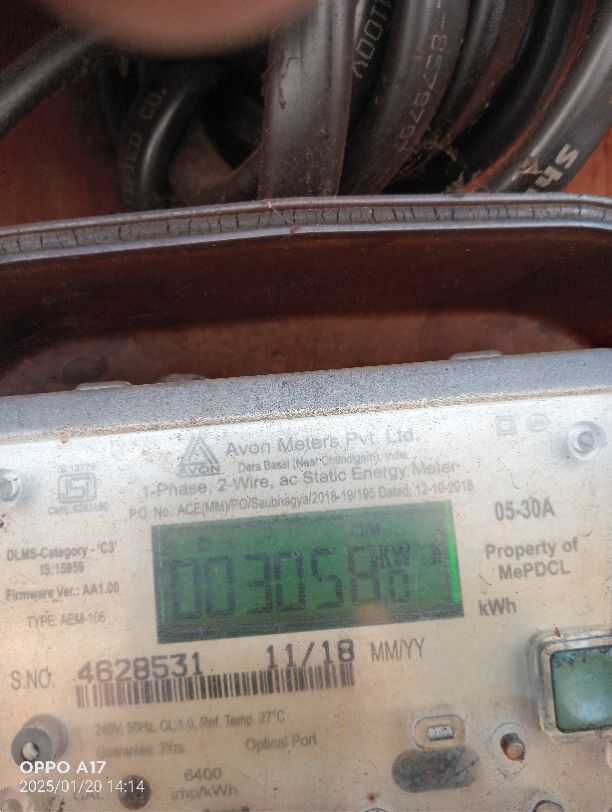 Avon Meters Pvt. Ltd.
AVON
Dera Bassi (Near Chandigarh), India.
1-Phase, 2-Wire, ac Static Energy Meter
P.O. No.: ACE(MM)/PO/Saubhagya/2018-19/195 Dated: 12-10-2018
05-30A
DLMS-Category - 'C3'
IS:15959
Firmware Ver.: AA1.00
TYPE: AEM-106
003058
Property of
MePDCL
kWh
S.NO. 4628531 11/18 MM/YY
240V, 50Hz, CL:1.0, Ref. Temp. 27°C
Guarantee: 3Yrs. Optical Port
CAL 6400
imp/kWh
OPPO A17
2025/01/20 14:14